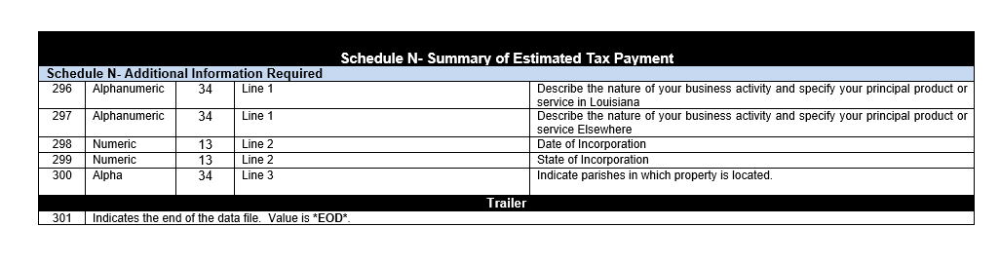 Schedule N- Summary of Estimated Tax Payment
Schedule N- Additional Information Required
296 Alphanumeric 34 Line 1 Describe the nature of your business activity and specify your principal product or
service in Louisiana
297 Alphanumeric 34 Line 1 Describe the nature of your business activity and specify your principal product or
service Elsewhere
298 Numeric 13 Line 2 Date of Incorporation
299 Numeric 13 Line 2 State of Incorporation
300 Alpha 34 Line 3 Indicate parishes in which property is located.
Trailer
301 Indicates the end of the data file. Value is *EOD*.